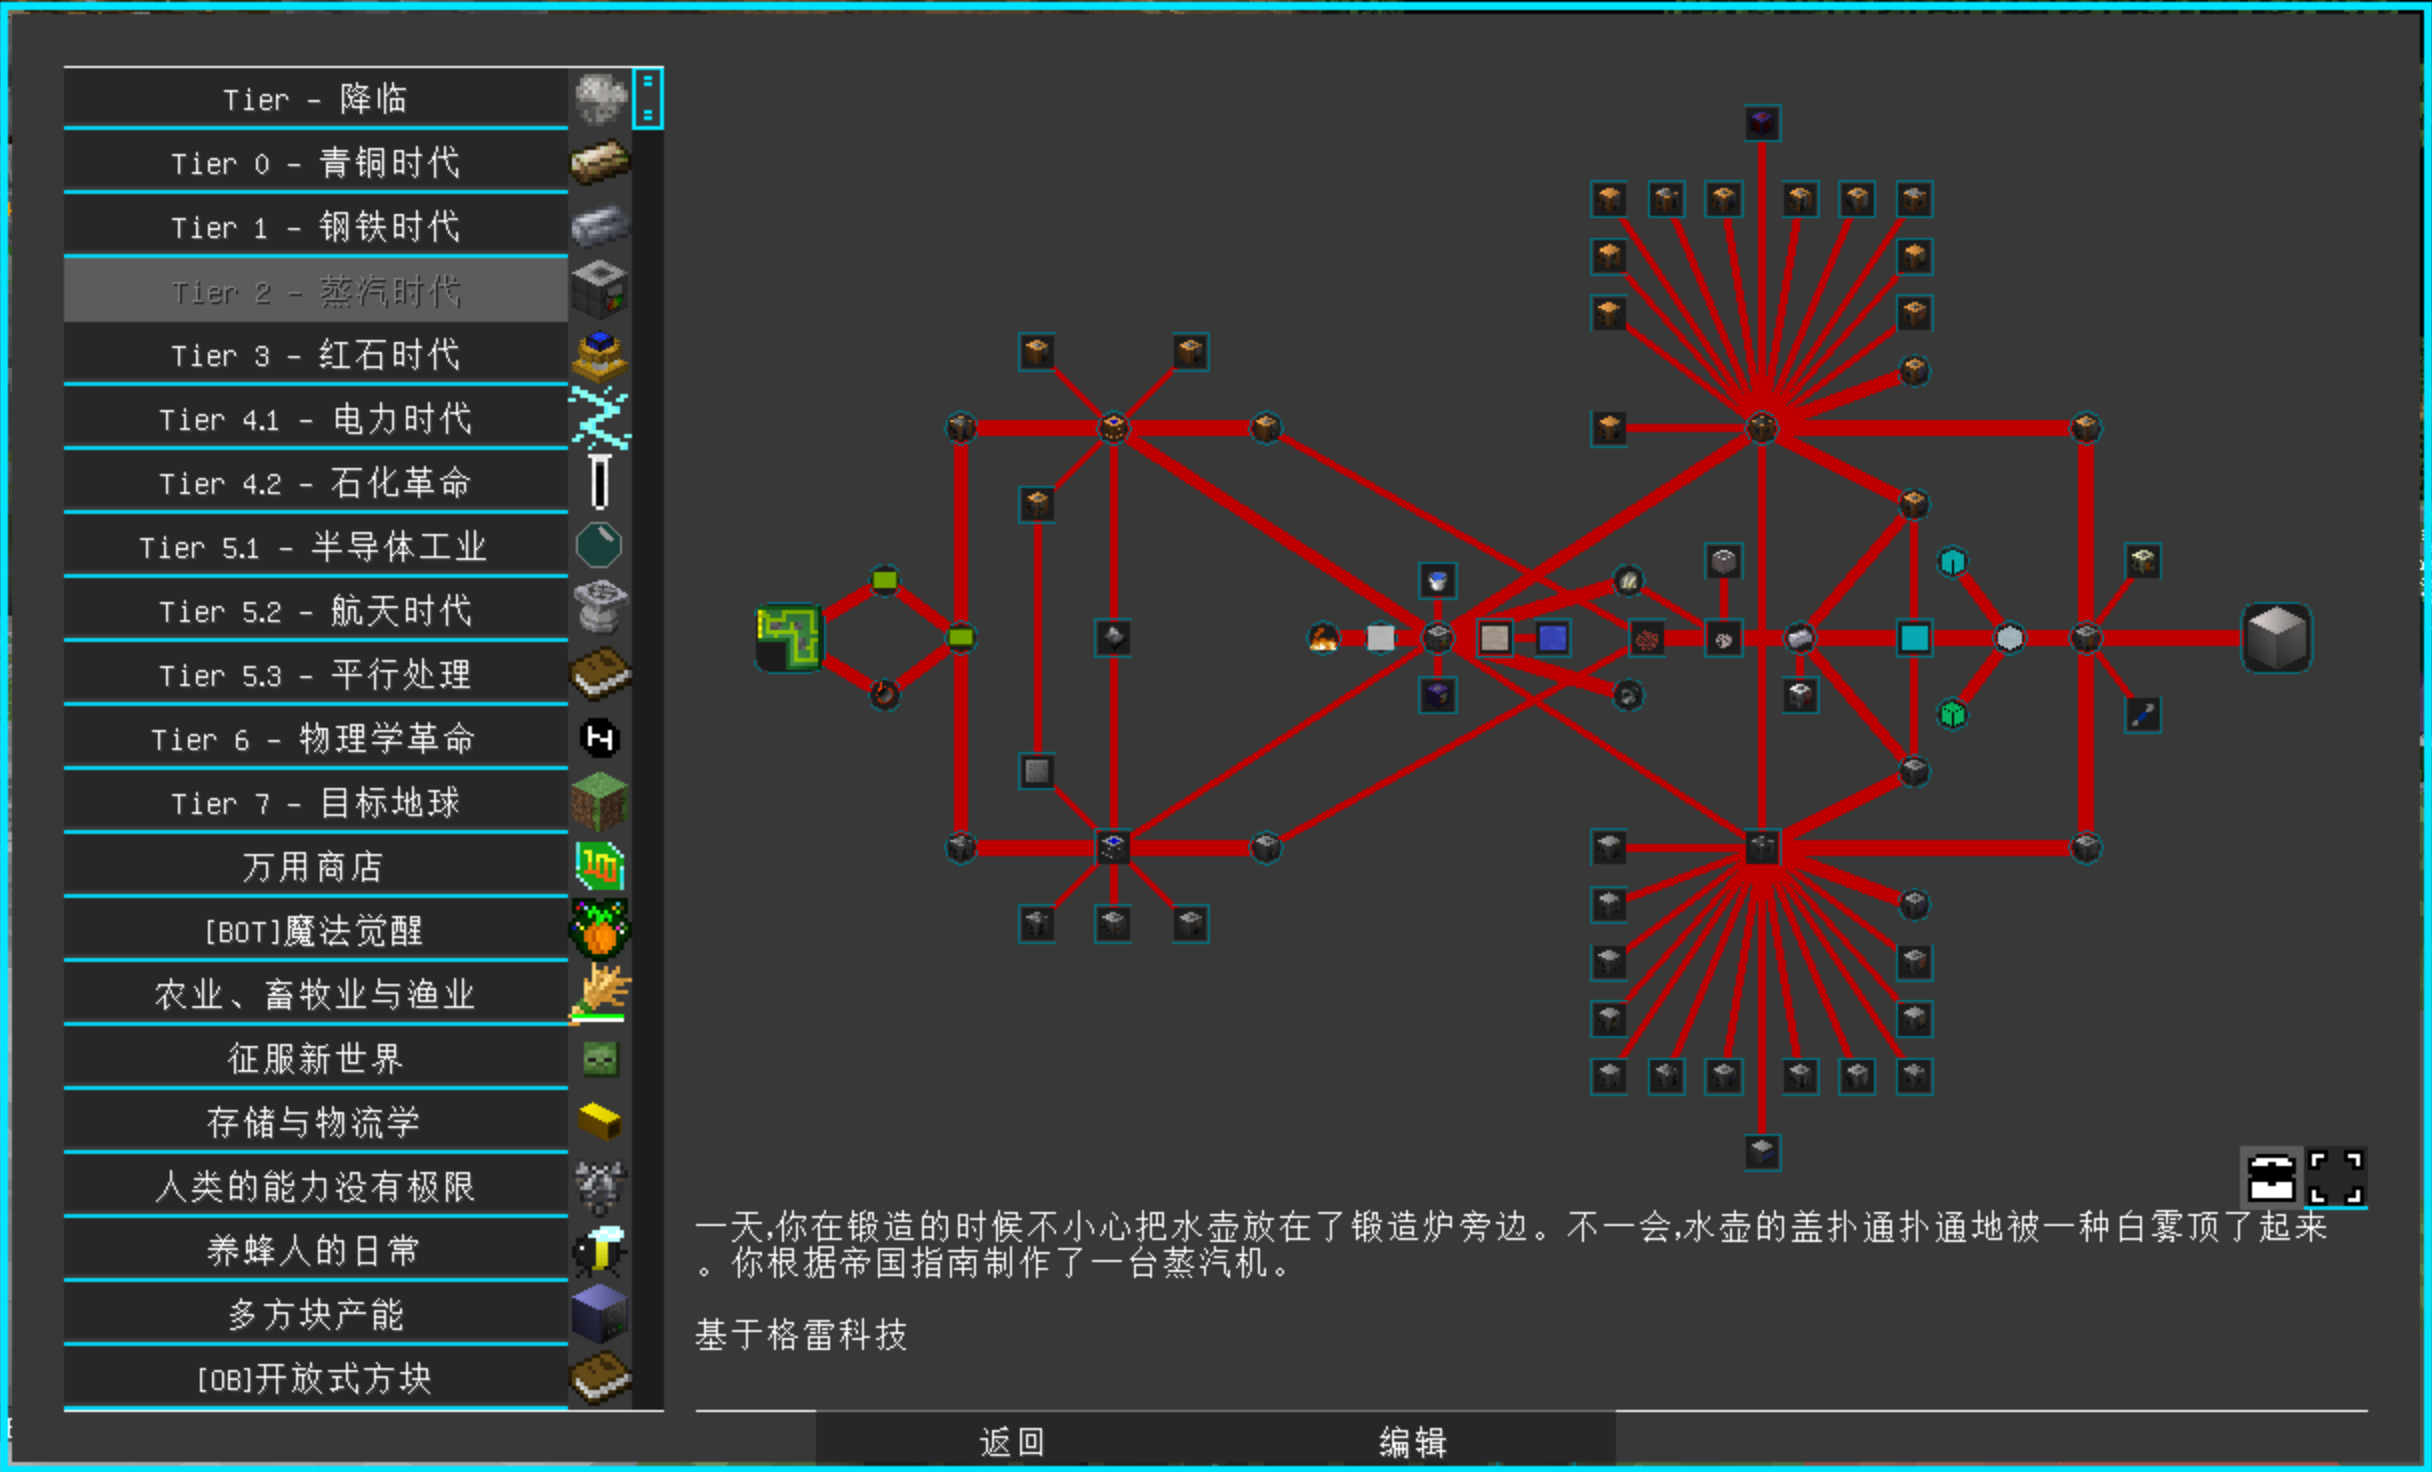 Tier - 降临
Tier 0 - 青铜时代
Tier 1 - 钢铁时代
Tier 2 - 蒸汽时代
Tier 3 - 红石时代
Tier 4.1 - 电力时代
Tier 4.2 - 石化革命
Tier 5.1 - 半导体工业
Tier 5.2 - 航天时代
Tier 5.3 - 平行处理
Tier 6 - 物理学革命
Tier 7 - 目标地球
万用商店
[BOT]魔法觉醒
农业、畜牧业与渔业
征服新世界
存储与物流学
人类的能力没有极限
养蜂人的日常
多方块产能
[OB]开放式方块
一天,你在锻造的时候不小心把水壶放在了锻造炉旁边。不一会,水壶的盖扑通扑通地被一种白雾顶了起来
。你根据帝国指南制作了一台蒸汽机。
基于格雷科技
返回
编辑